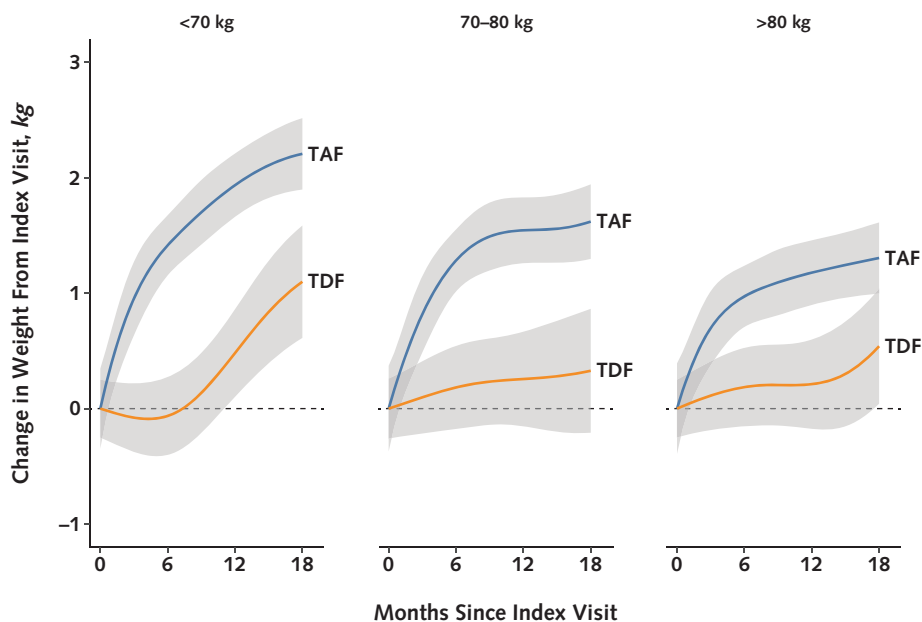 <70 kg
70–80 kg
>80 kg
Change in Weight From Index Visit, kg
3
2
1
0
–1
TAF
TDF
TAF
TDF
TAF
TDF
0 6 12 18
0 6 12 18
0 6 12 18
Months Since Index Visit